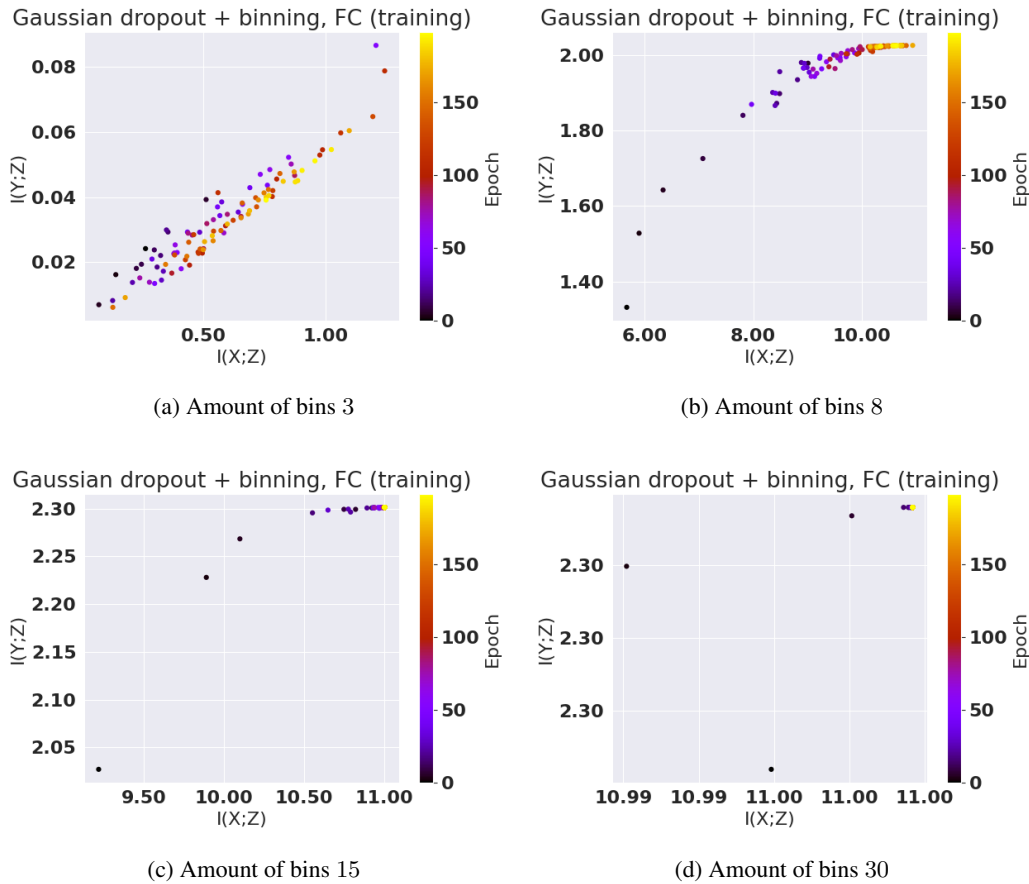 Gaussian dropout + binning, FC (training)
0.08
0.06
0.04
0.02
I(Y;Z)
0.50
1.00
I(X;Z)
150
100
50
0
Epoch
(a) Amount of bins 3
Gaussian dropout + binning, FC (training)
2.00
1.80
1.60
1.40
I(Y;Z)
6.00
8.00
10.00
I(X;Z)
150
100
50
0
Epoch
(b) Amount of bins 8
Gaussian dropout + binning, FC (training)
2.30
2.25
2.20
2.15
2.10
2.05
I(Y;Z)
9.50
10.00
10.50
11.00
I(X;Z)
150
100
50
0
Epoch
(c) Amount of bins 15
Gaussian dropout + binning, FC (training)
2.30
2.30
2.30
I(Y;Z)
10.99
10.99
11.00
11.00
11.00
I(X;Z)
150
100
50
0
Epoch
(d) Amount of bins 30